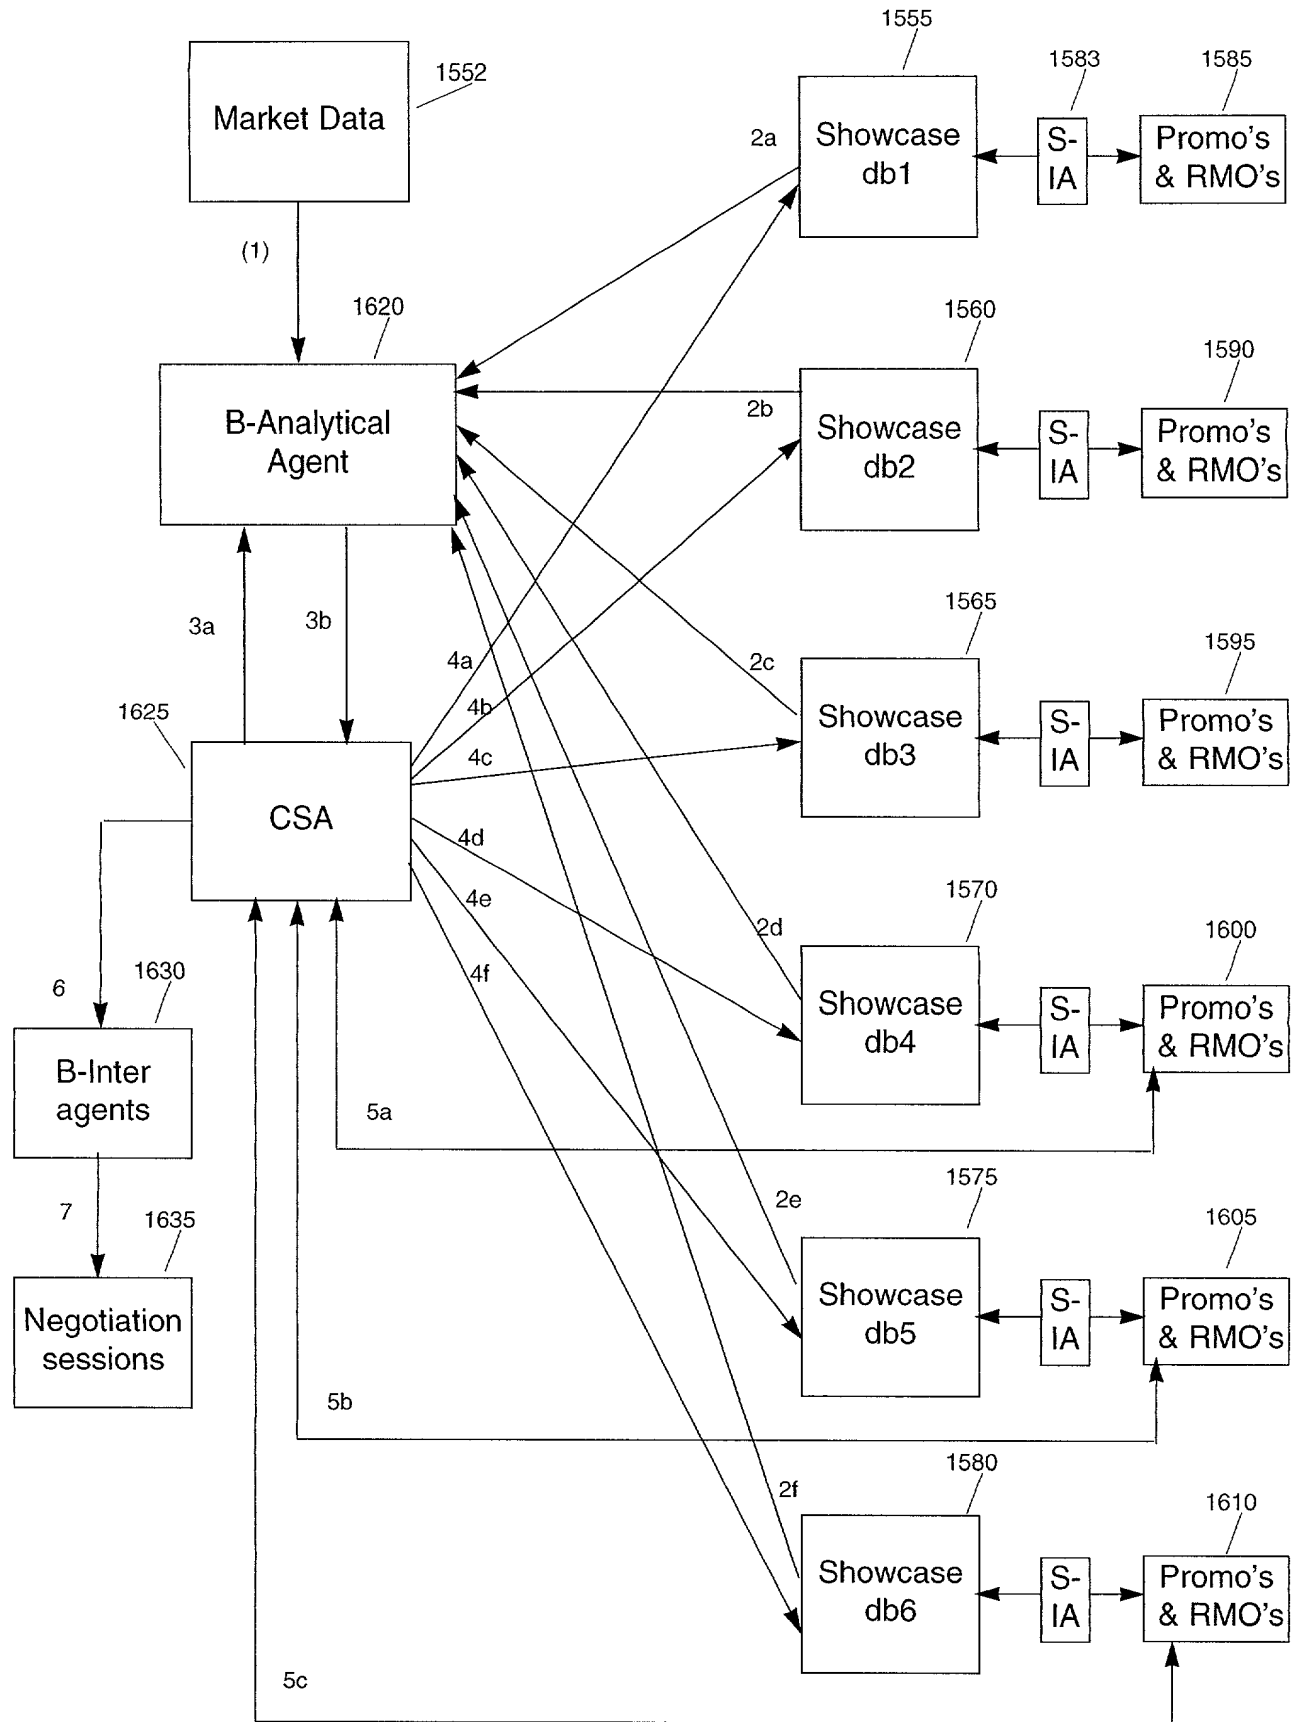 1555
1583
1585
1552
Market Data
2a
Showcase
db1
S-
IA
Promo's
& RMO's
(1)
1620
1560
1590
B-Analytical
Agent
2b
Showcase
db2
S-
IA
Promo's
& RMO's
3a
3b
1565
1595
4a
2c
4b
1625
4c
Showcase
db3
S-
IA
Promo's
& RMO's
CSA
4d
4e
1570
1600
2d
4f
6
1630
Showcase
db4
S-
IA
Promo's
& RMO's
B-Inter
agents
5a
1575
1605
2e
7
1635
Showcase
db5
S-
IA
Promo's
& RMO's
Negotiation
sessions
5b
1580
1610
2f
Showcase
db6
S-
IA
Promo's
& RMO's
5c